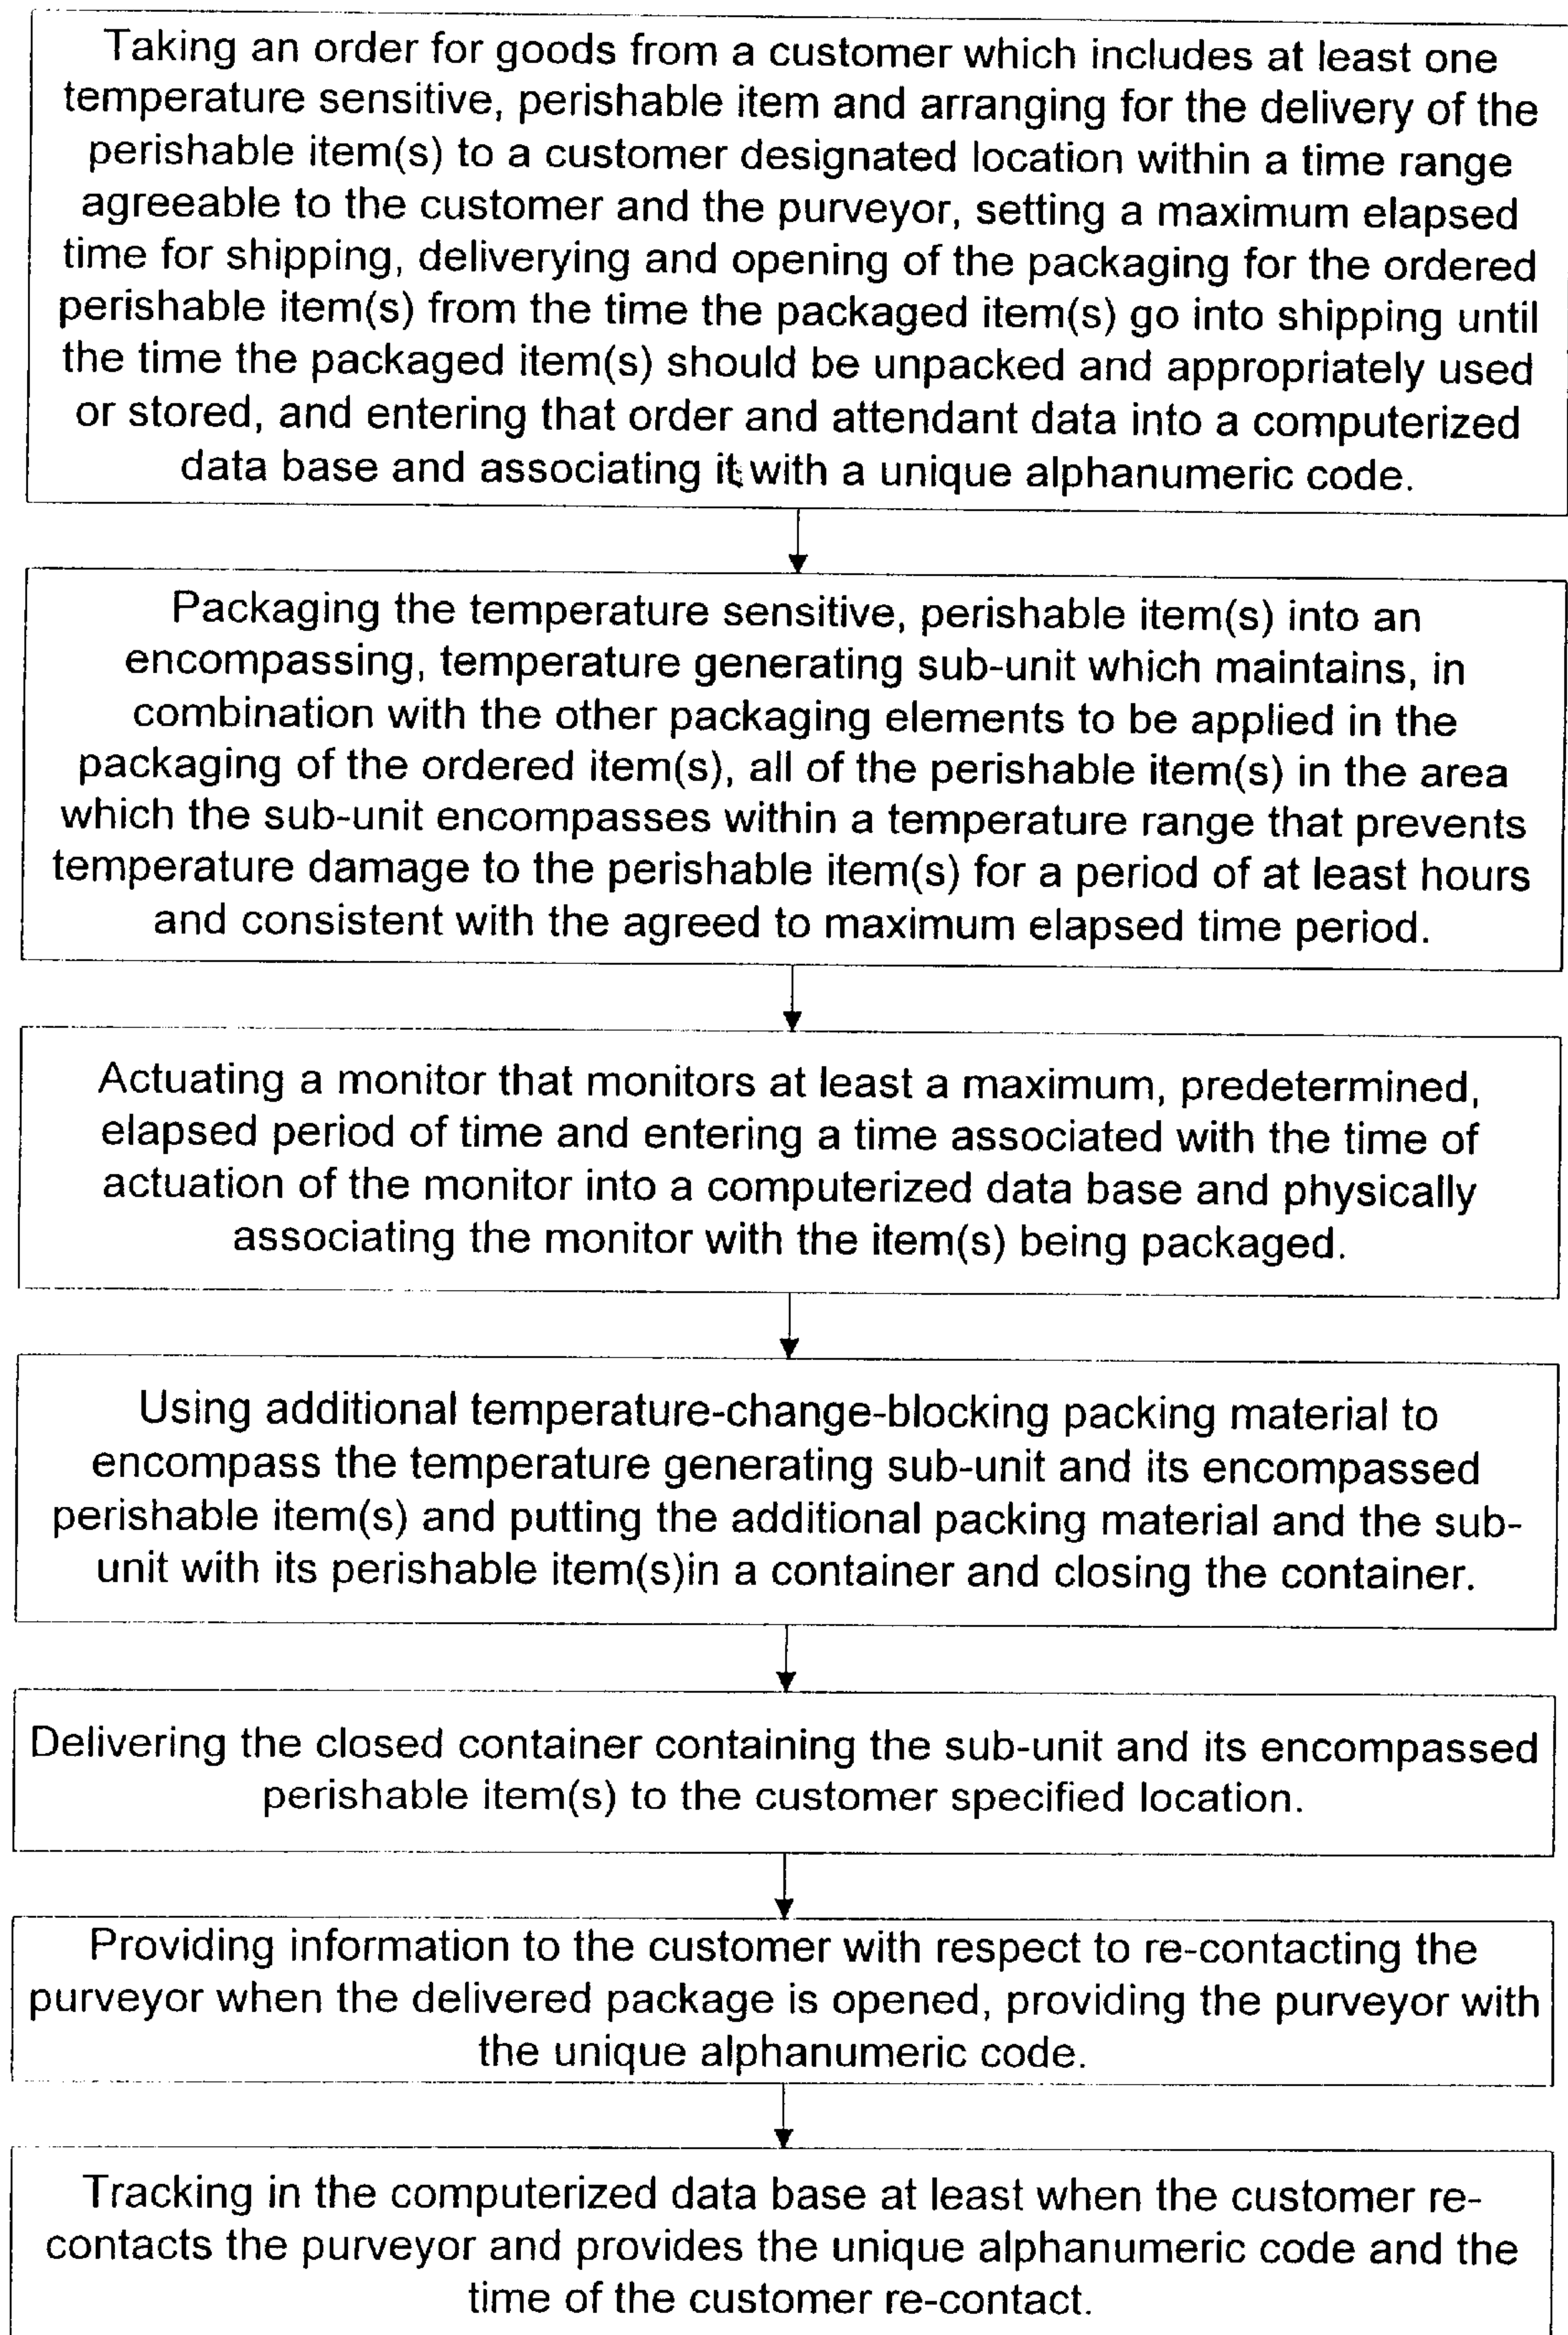 Taking an order for goods from a customer which includes at least one
temperature sensitive, perishable item and arranging for the delivery of the
perishable item(s) to a customer designated location within a time range
agreeable to the customer and the purveyor, setting a maximum elapsed
time for shipping, deliverying and opening of the packaging for the ordered
perishable item(s) from the time the packaged item(s) go into shipping until
the time the packaged item(s) should be unpacked and appropriately used
or stored, and entering that order and attendant data into a computerized
data base and associating it with a unique alphanumeric code.
Packaging the temperature sensitive, perishable item(s) into an
encompassing, temperature generating sub-unit which maintains, in
combination with the other packaging elements to be applied in the
packaging of the ordered item(s), all of the perishable item(s) in the area
which the sub-unit encompasses within a temperature range that prevents
temperature damage to the perishable item(s) for a period of at least hours
and consistent with the agreed to maximum elapsed time period.
Actuating a monitor that monitors at least a maximum, predetermined,
elapsed period of time and entering a time associated with the time of
actuation of the monitor into a computerized data base and physically
associating the monitor with the item(s) being packaged.
Using additional temperature-change-blocking packing material to
encompass the temperature generating sub-unit and its encompassed
perishable item(s) and putting the additional packing material and the sub-
unit with its perishable item(s)in a container and closing the container.
Delivering the closed container containing the sub-unit and its encompassed
perishable item(s) to the customer specified location.
Providing information to the customer with respect to re-contacting the
purveyor when the delivered package is opened, providing the purveyor with
the unique alphanumeric code.
Tracking in the computerized data base at least when the customer re-
contacts the purveyor and provides the unique alphanumeric code and the
time of the customer re-contact.